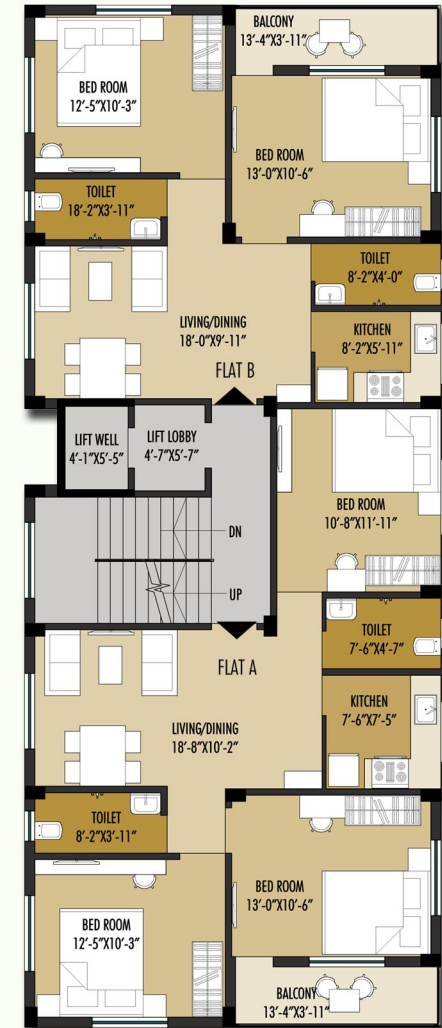 BALCONY
13'-4"X3'-11"
BED ROOM
12'-5"X10'-3"
BED ROOM
13'-0"X10'-6"
TOILET
18'-2"X3'-11"
TOILET
8'-2"X4'-0"
LIVING/DINING
18'-0"X9'-11"
KITCHEN
8'-2"X5'-11"
FLAT B
LIFT WELL
4'-1"X5'-5"
LIFT LOBBY
4'-7"X5'-7"
BED ROOM
10'-8"X11'-11"
DN
UP
TOILET
7'-6"X4'-7"
FLAT A
KITCHEN
7'-6"X7'-5"
LIVING/DINING
18'-8"X10'-2"
TOILET
8'-2"X3'-11"
BED ROOM
13'-0"X10'-6"
BED ROOM
12'-5"X10'-3"
BALCONY
13'-4"X3'-11"